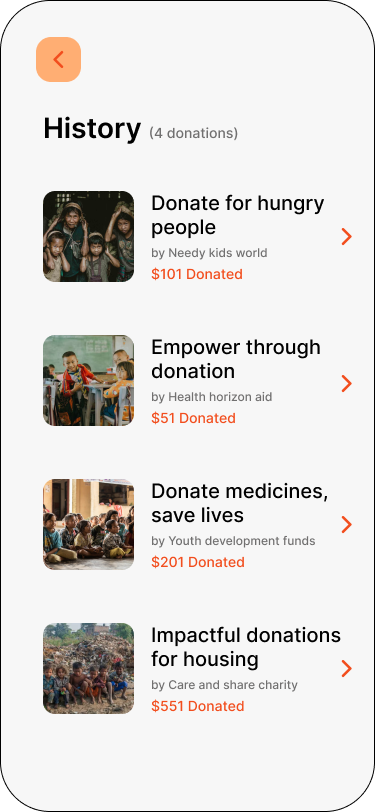 History (4 donations)
Donate for hungry
people
by Needy kids world
$101 Donated
Empower through
donation
by Health horizon aid
$51 Donated
Donate medicines,
save lives
by Youth development funds
$201 Donated
Impactful donations
for housing
by Care and share charity
$551 Donated